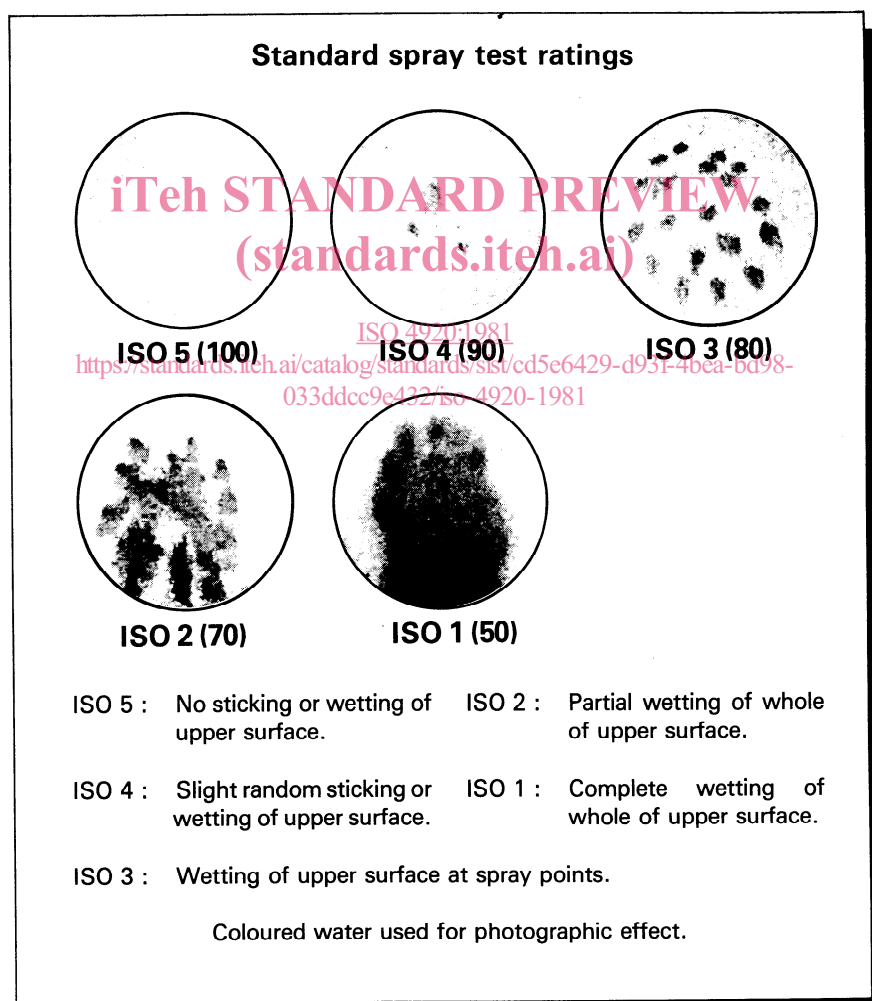 Standard spray test ratings
iTeh STANDARD PREVIEW
(standards.iteh.ai)
ISO 4920:1981
https://standards.iteh.ai/catalog/standards/sist/cd5e6429-d93f-4bea-bd98-
033ddcc9e432/iso-4920-1981
ISO 5 (100)
ISO 4 (90)
ISO 3 (80)
ISO 2 (70)
ISO 1 (50)
ISO 5 : No sticking or wetting of
upper surface.
ISO 4 : Slight random sticking or
wetting of upper surface.
ISO 3 : Wetting of upper surface at spray points.
ISO 2 : Partial wetting of whole
of upper surface.
ISO 1 : Complete wetting of
whole of upper surface.
Coloured water used for photographic effect.